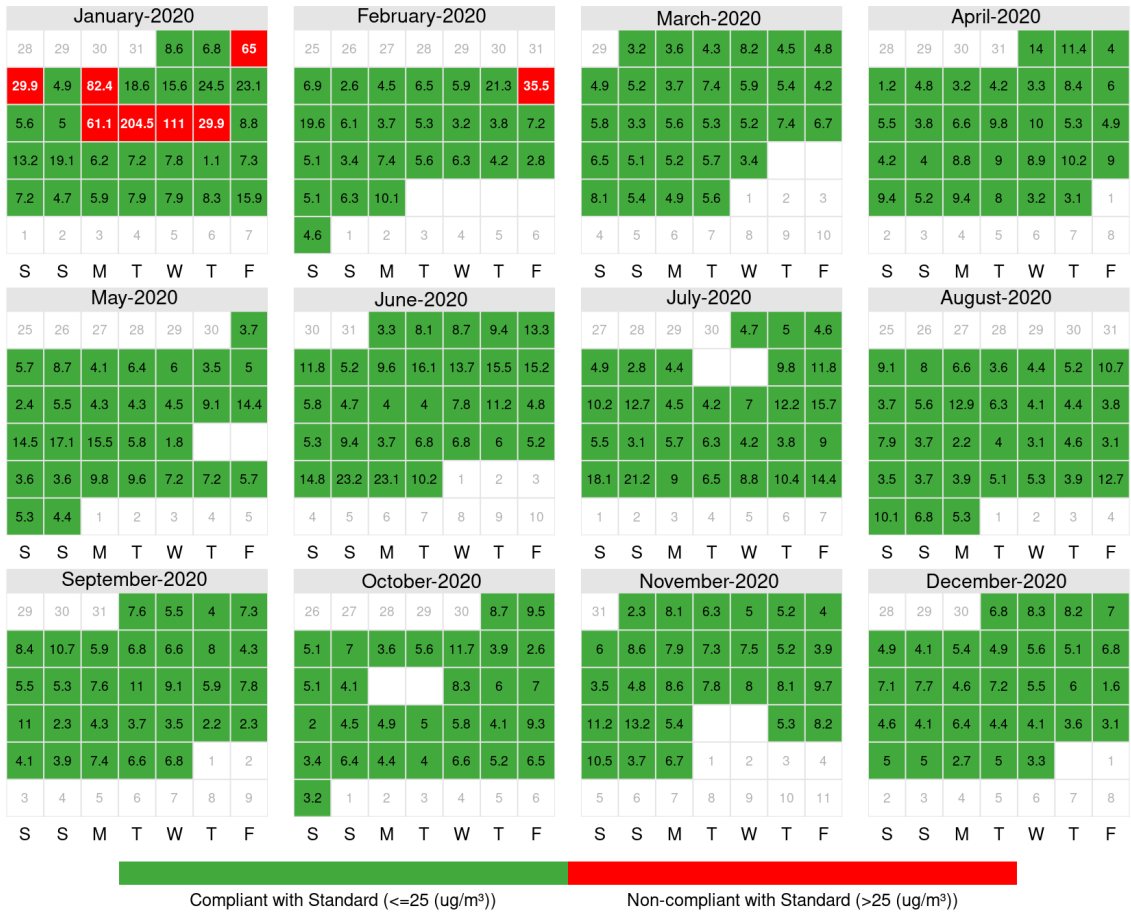 January-2020 February-2020 March-2020 April-2020
28 29 30 31 8.6 6.8 65 25 26 27 28 29 30 31 29 3.2 3.6 4.3 8.2 4.5 4.8 28 29 30 31 14 11.4 4
29.9 4.9 82.4 18.6 15.6 24.5 23.1 6.9 2.6 4.5 6.5 5.9 21.3 35.5 4.9 5.2 3.7 7.4 5.9 5.4 4.2 1.2 4.8 3.2 4.2 3.3 8.4 6
5.6 5 61.1 204.5 111 29.9 8.8 19.6 6.1 3.7 5.3 3.2 3.8 7.2 5.8 3.3 5.6 5.3 5.2 7.4 6.7 5.5 3.8 6.6 9.8 10 5.3 4.9
13.2 19.1 6.2 7.2 7.8 1.1 7.3 5.1 3.4 7.4 5.6 6.3 4.2 2.8 6.5 5.1 5.2 5.7 3.4 4.2 4 8.8 9 8.9 10.2 9
7.2 4.7 5.9 7.9 7.9 8.3 15.9 5.1 6.3 10.1 8.1 5.4 4.9 5.6 1 2 3 9.4 5.2 9.4 8 3.2 3.1 1
1 2 3 4 5 6 7 4.6 1 2 3 4 5 6 4 5 6 7 8 9 10 2 3 4 5 6 7 8
S S M T W T F S S M T W T F S S M T W T F S S M T W T F
May-2020 June-2020 July-2020 August-2020
25 26 27 28 29 30 3.7 30 31 3.3 8.1 8.7 9.4 13.3 27 28 29 30 4.7 5 4.6 25 26 27 28 29 30 31
5.7 8.7 4.1 6.4 6 3.5 5 11.8 5.2 9.6 16.1 13.7 15.5 15.2 4.9 2.8 4.4 9.8 11.8 9.1 8 6.6 3.6 4.4 5.2 10.7
2.4 5.5 4.3 4.3 4.5 9.1 14.4 5.8 4.7 4 4 7.8 11.2 4.8 10.2 12.7 4.5 4.2 7 12.2 15.7 3.7 5.6 12.9 6.3 4.1 4.4 3.8
14.5 17.1 15.5 5.8 1.8 5.3 9.4 3.7 6.8 6.8 6 5.2 5.5 3.1 5.7 6.3 4.2 3.8 9 7.9 3.7 2.2 4 3.1 4.6 3.1
3.6 3.6 9.8 9.6 7.2 7.2 5.7 14.8 23.2 23.1 10.2 1 2 3 18.1 21.2 9 6.5 8.8 10.4 14.4 3.5 3.7 3.9 5.1 5.3 3.9 12.7
5.3 4.4 1 2 3 4 5 4 5 6 7 8 9 10 1 2 3 4 5 6 7 10.1 6.8 5.3 1 2 3 4
S S M T W T F S S M T W T F S S M T W T F S S M T W T F
September-2020 October-2020 November-2020 December-2020
29 30 31 7.6 5.5 4 7.3 26 27 28 29 30 8.7 9.5 31 2.3 8.1 6.3 5 5.2 4 28 29 30 6.8 8.3 8.2 7
8.4 10.7 5.9 6.8 6.6 8 4.3 5.1 7 3.6 5.6 11.7 3.9 2.6 6 8.6 7.9 7.3 7.5 5.2 3.9 4.9 4.1 5.4 4.9 5.6 5.1 6.8
5.5 5.3 7.6 11 9.1 5.9 7.8 5.1 4.1 8.3 6 7 3.5 4.8 8.6 7.8 8 8.1 9.7 7.1 7.7 4.6 7.2 5.5 6 1.6
11 2.3 4.3 3.7 3.5 2.2 2.3 2 4.5 4.9 5 5.8 4.1 9.3 11.2 13.2 5.4 5.3 8.2 4.6 4.1 6.4 4.4 4.1 3.6 3.1
4.1 3.9 7.4 6.6 6.8 1 2 3.4 6.4 4.4 4 6.6 5.2 6.5 10.5 3.7 6.7 1 2 3 4 5 5 2.7 5 3.3 1
3 4 5 6 7 8 9 3.2 1 2 3 4 5 6 5 6 7 8 9 10 11 2 3 4 5 6 7 8
S S M T W T F S S M T W T F S S M T W T F S S M T W T F
Compliant with Standard (<=25 (ug/m³)) Non-compliant with Standard (>25 (ug/m³))